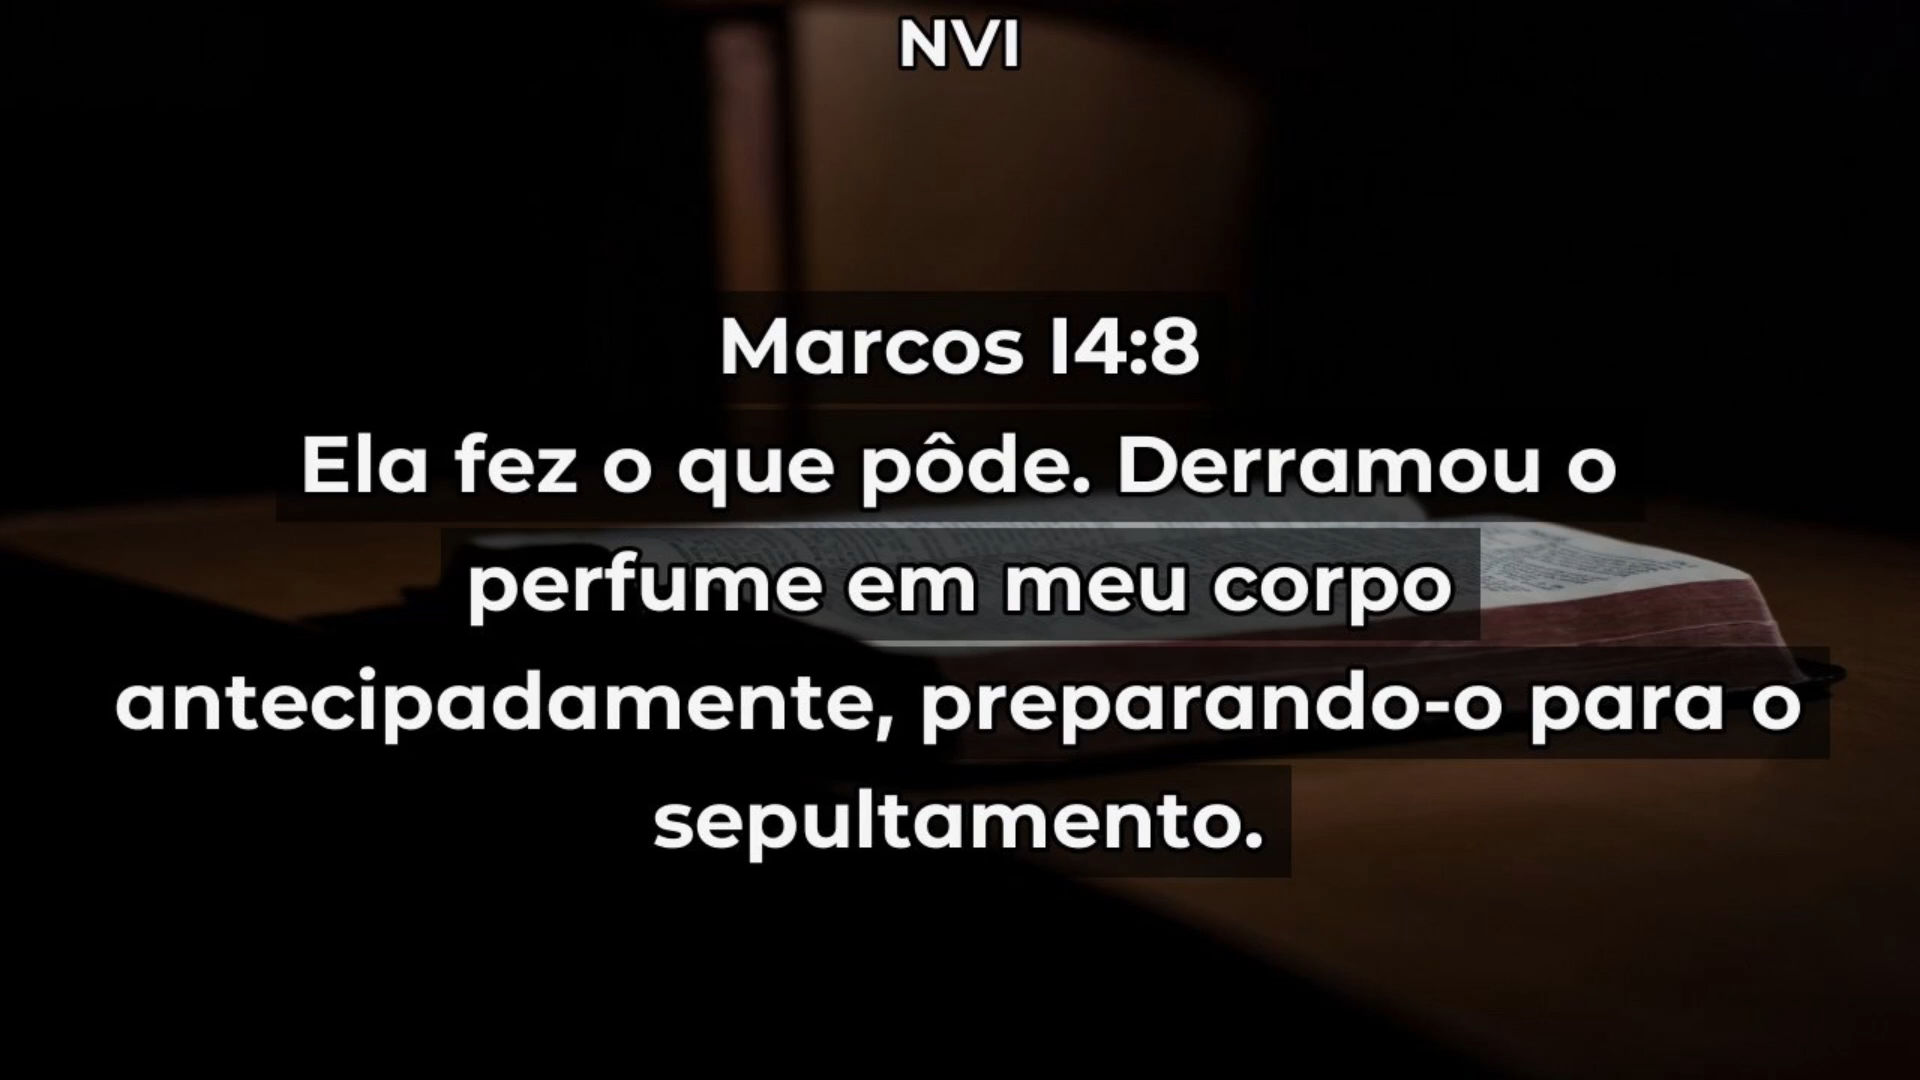 NVI
Marcos 14:8
Ela fez o que pôde. Derramou o
perfume em meu corpo
antecipadamente, preparando-o para o
sepultamento.